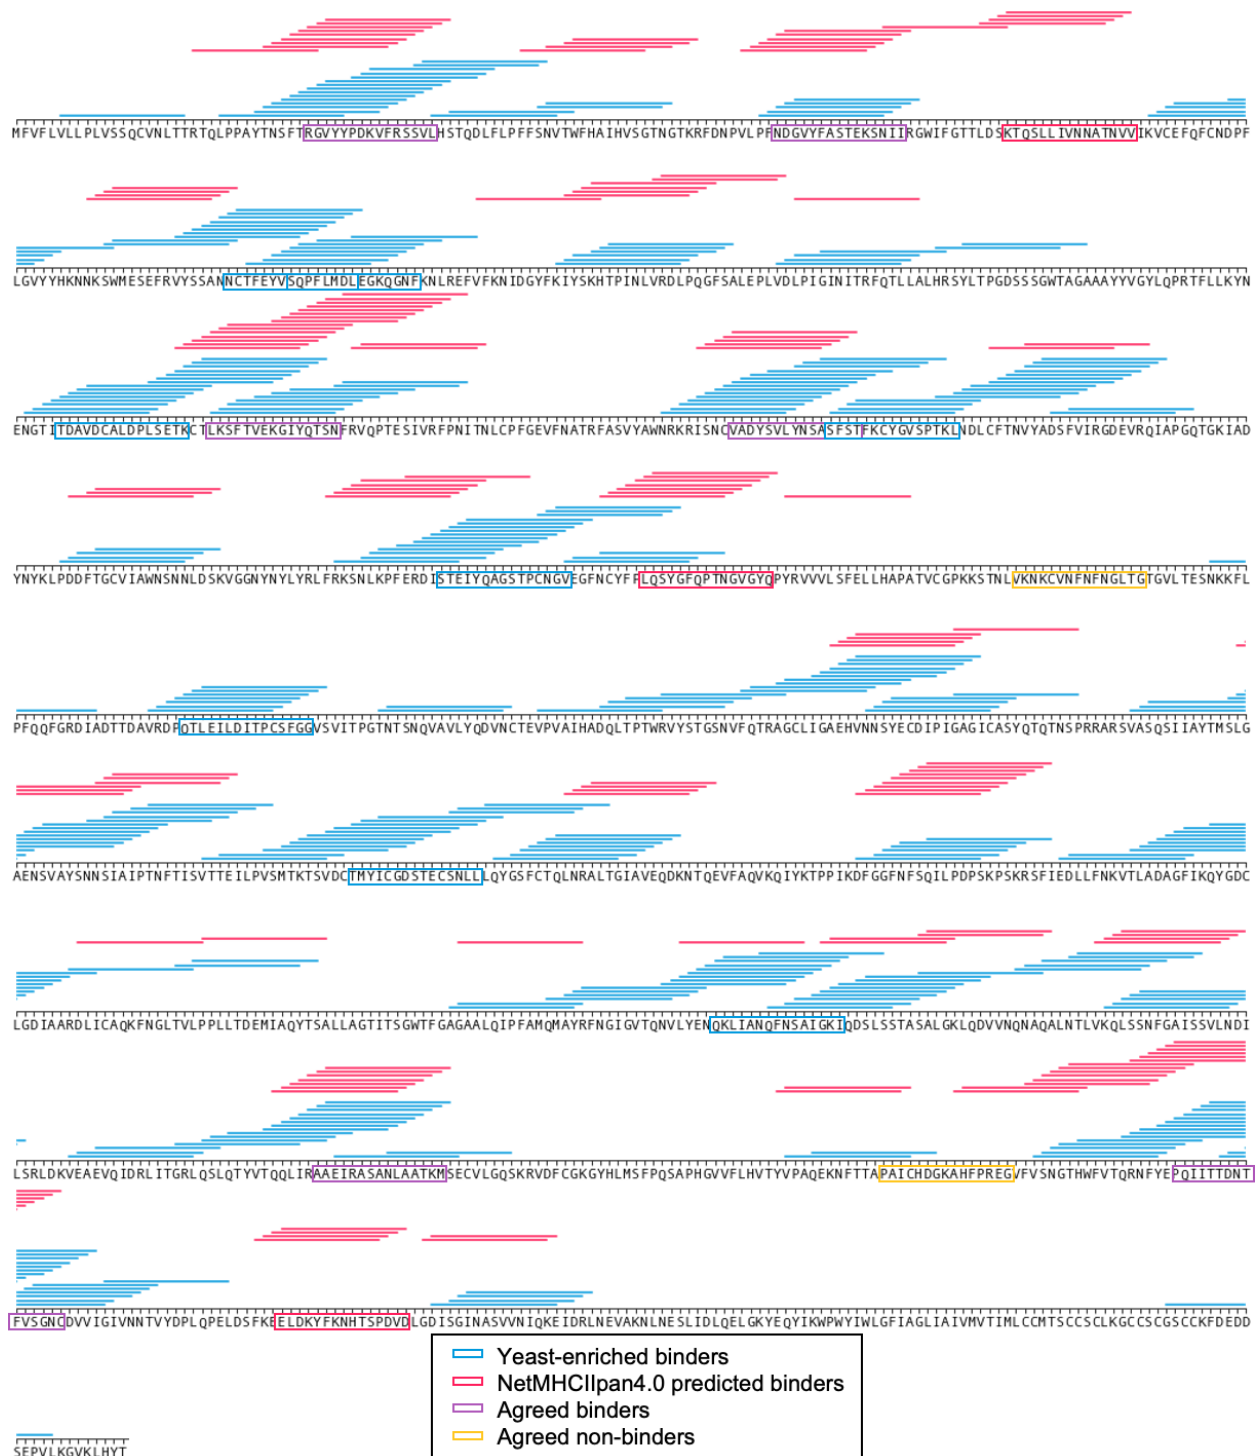 MFVFLVLLPLVSSQCVNLTTRTQLPPAYTNSFTRGVYYPDKVFRSSVLHSTQDLFLPFFSNVTWFHAIHVSGTNGTKRFDNPVLPFNDGVYFASTEKSNIIRGWIFGTTLDSKTQSLLIVNNATNVVIKVCEFQFCNDPF
LGVYYHKNNKSWMESEFRVYSSANNCTFEYVSQPFLMDLEGKQGNFKNLREFVFKNIDGYFKIYSKHTPINLVRDLPQGFSALEPLVDLPIGINITRFQTLLALHRSYLTPGDSSSGWTAGAAAYYVGYLQPRTFLLKYN
ENGTITDAVDCALDPLSETKCTLKSFTVEKGIYQTSNFRVQPTESIVRFPNITNLCPFGEVFNATRFASVYAWNRKRISNCVADYSVLYNSASFSTFKCYGVSPTKLNDLCFTNVYADSFVIRGDEVRQIAPGQTGKIAD
YNYKLPDDFTGCVIAWNSNNLDSKVGGNYNYLYRLFRKSNLKPFERDISTEIYQAGSTPCNGVEGFNCYFPLQSYGFQPTNGVGYQPYRVVVLSFELLHAPATVCGPKKSTNLVKNKCVNFNFNGLTGTGVLTESNKKFL
PFQQFGRDIADTTDAVRDPQTLEILDITPCSFGGVSVITPGTNTSNQVAVLYQDVNCTEVPVAIHADQLTPTWRVYSTGSNVFQTRAGCLIGAEHVNNSYECDIPIGAGICASYQTQTNSPRRARSVASQSIIAYTMSLG
AENSVAYSNNSIAIPTNFTISVTTEILPVSMTKTSVDCTMYICGDSTECSNLLLQYGSFCTQLNRALTGIAVEQDKNTQEVFAQVKQIYKTPPIKDFGGFNFSQILPDPSKPSKRSFIEDLLFNKVTLADAGFIKQYGDC
LGDIAARDLICAQKFNGLTVLPPLLTDEMIAQYTSALLAGTITSGWTFGAGAALQIPFAMQMAYRFNGIGVTQNVLYENQKLIANQFNSAIGKIQDSLSSTASALGKLQDVVNQNAQALNTLVKQLSSNFGAISSVLNDI
LSRLDKVEAEVQIDRLITGRLQSLQTYVTQQLIRAAEIRASANLAATKMSECVLGQSKRVDFCGKGYHLMSFPQSAPHGVVFLHVTYVPAQEKNFTTAPAICHDGKAHFPREGVFVSNGTHWFVTQRNFYEPQIITTDNT
FVSGNCDVVIGIVNNTVYDPLQPELDSFKEELDKYFKNHTSPDVDLGDISGINASVVNIQKEIDRLNEVAKNLNESLIDLQELGKYEQYIKWPWYIWLGFIAGLIAIVMVTIMLCCMTSCCSCLKGCCSCGSCCKFDEDD
Yeast-enriched binders
NetMHCIIpan4.0 predicted binders
Agreed binders
Agreed non-binders
SEPVLKGVKLHYT